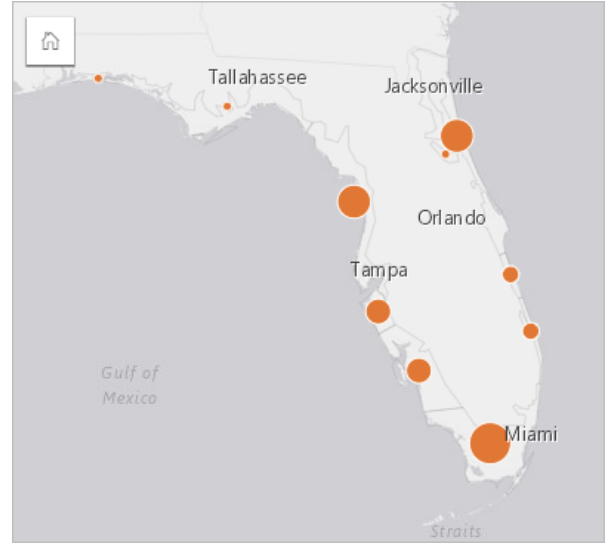 Tallahassee
Jacksonville
Orlando
Tampa
Gulf of
Mexico
Miami
Straits